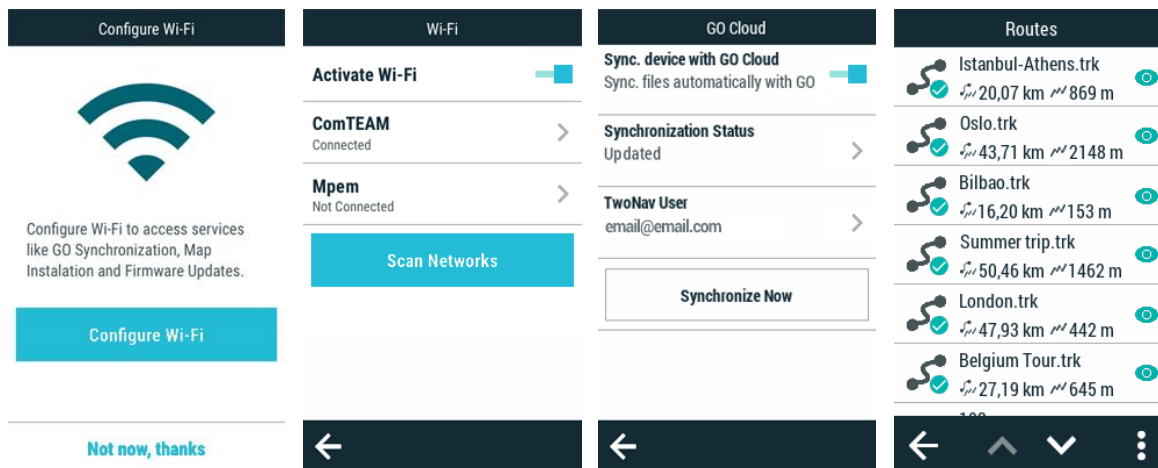 Configure Wi-Fi
Configure Wi-Fi to access services
like GO Synchronization, Map
Instalation and Firmware Updates.
Configure Wi-Fi
Not now, thanks
Wi-Fi
Activate Wi-Fi
ComTEAM
Connected
Mpem
Not Connected
Scan Networks
GO Cloud
Sync. device with GO Cloud
Sync. files automatically with GO
Synchronization Status
Updated
TwoNav User
email@email.com
Synchronize Now
Routes
Istanbul-Athens.trk
20,07 km 869 m
Oslo.trk
43,71 km 2148 m
Bilbao.trk
16,20 km 153 m
Summer trip.trk
50,46 km 1462 m
London.trk
47,93 km 442 m
Belgium Tour.trk
27,19 km 645 m